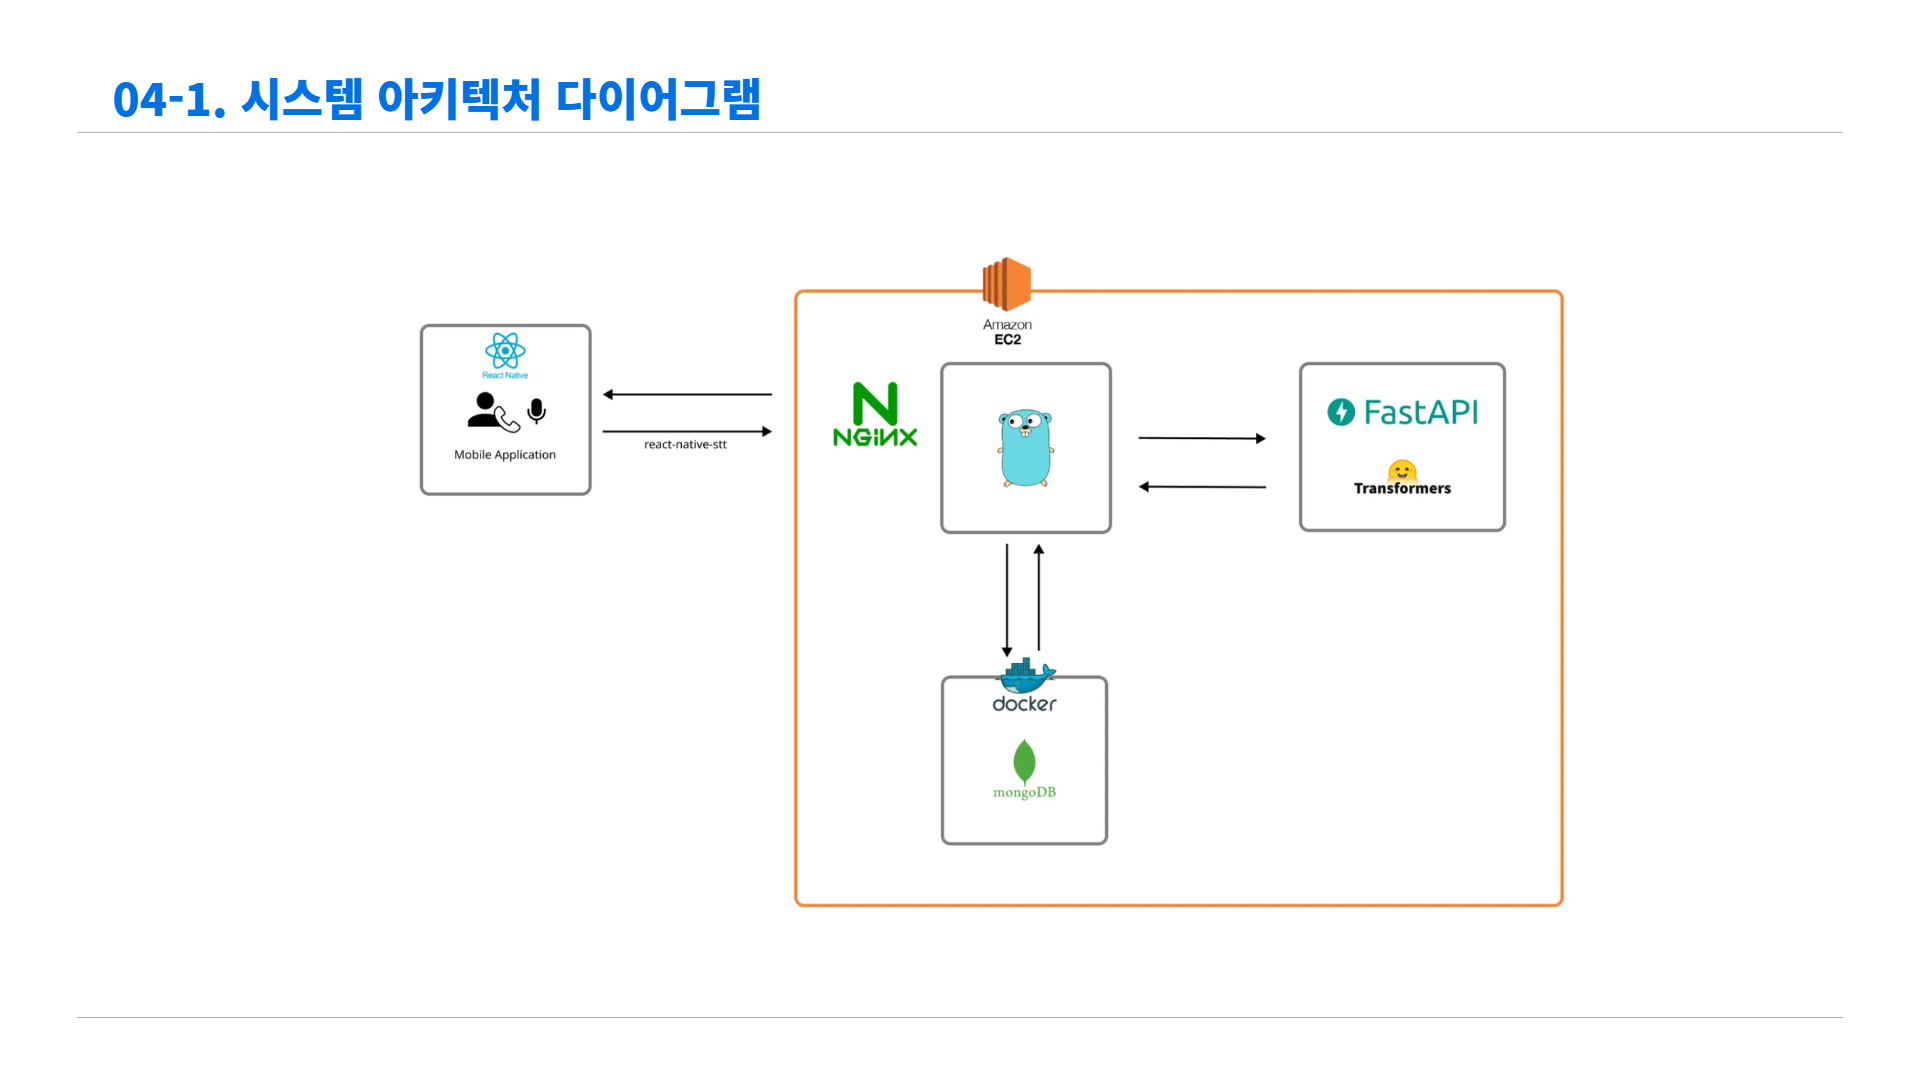 04-1. 시스템 아키텍처 다이어그램
Amazon
EC2
React Native
Mobile Application
react-native-stt
NGINX
FastAPI
Transformers
docker
mongoDB